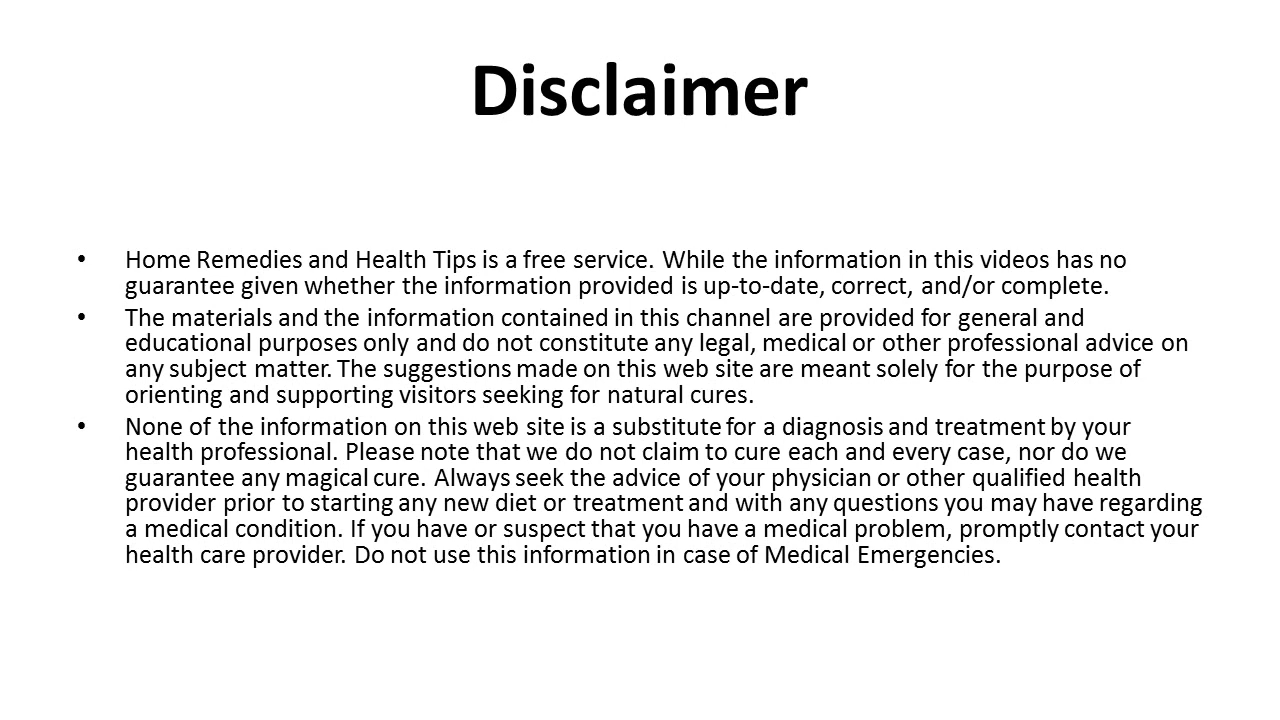 Disclaimer
• Home Remedies and Health Tips is a free service. While the information in this videos has no
guarantee given whether the information provided is up-to-date, correct, and/or complete.
• The materials and the information contained in this channel are provided for general and
educational purposes only and do not constitute any legal, medical or other professional advice on
any subject matter. The suggestions made on this web site are meant solely for the purpose of
orienting and supporting visitors seeking for natural cures.
• None of the information on this web site is a substitute for a diagnosis and treatment by your
health professional. Please note that we do not claim to cure each and every case, nor do we
guarantee any magical cure. Always seek the advice of your physician or other qualified health
provider prior to starting any new diet or treatment and with any questions you may have regarding
a medical condition. If you have or suspect that you have a medical problem, promptly contact your
health care provider. Do not use this information in case of Medical Emergencies.